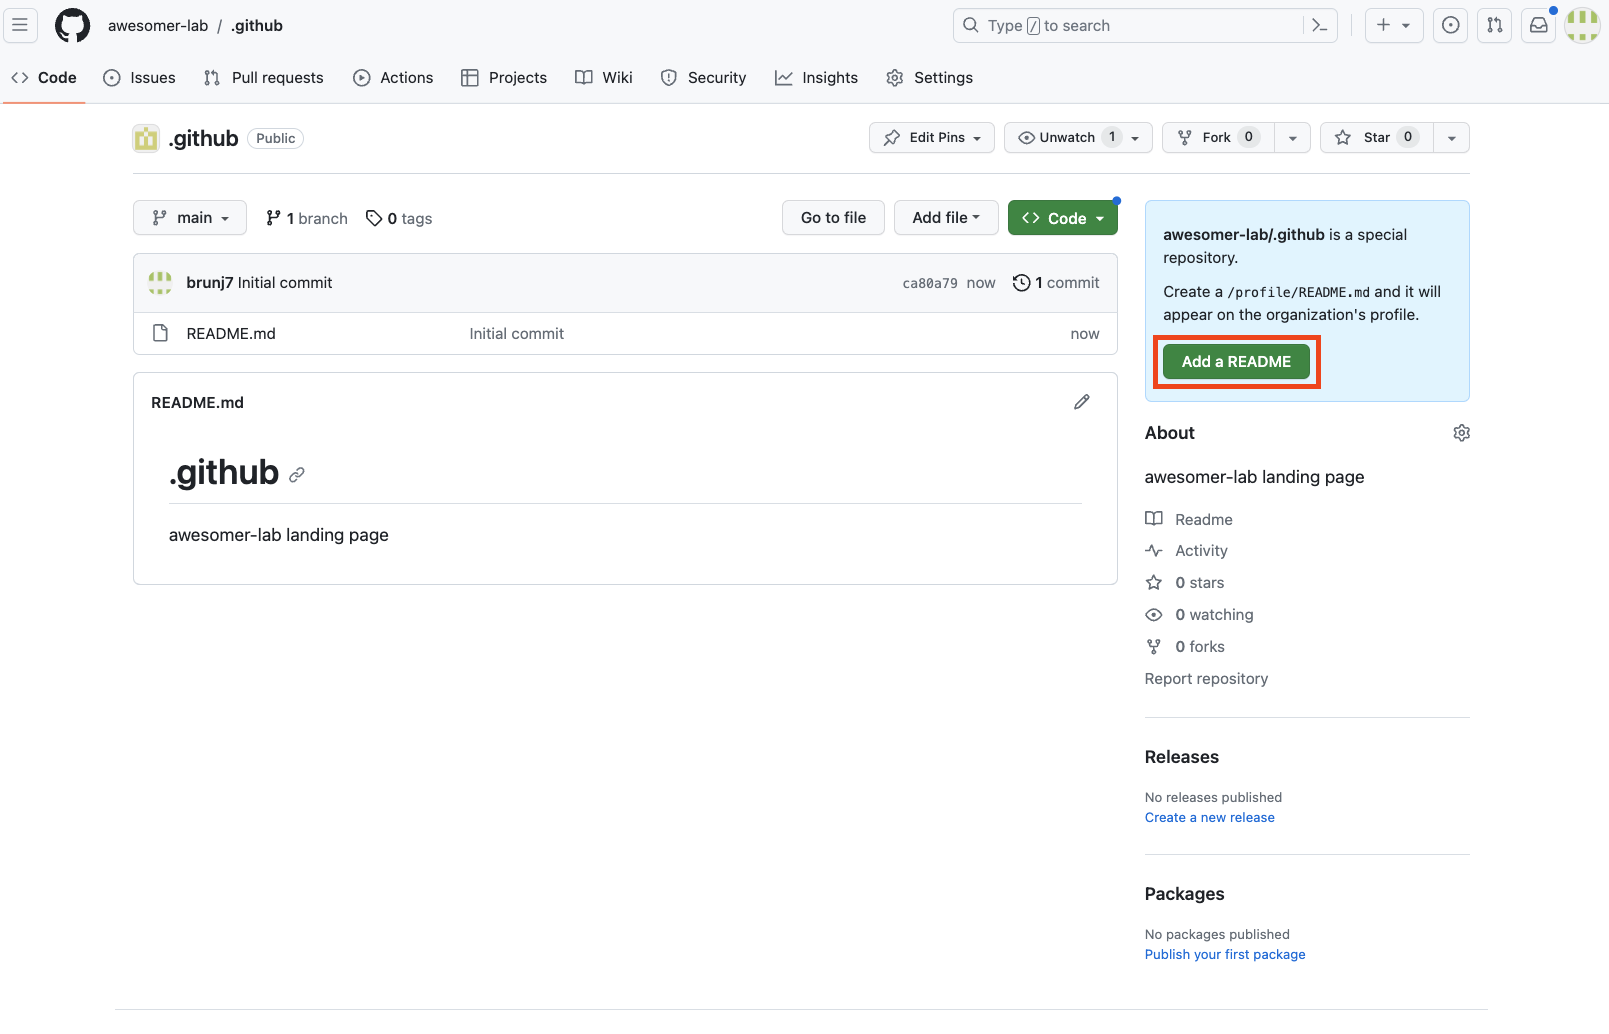 awesomer-lab / .github
Type / to search
Code Issues Pull requests Actions Projects Wiki Security Insights Settings
.github Public
Edit Pins Unwatch 1 Fork 0 Star 0
main 1 branch 0 tags Go to file Add file Code
brunj7 Initial commit ca80a79 now 1 commit
README.md Initial commit now
README.md
.github
awesomer-lab landing page
awesomer-lab/.github is a special
repository.
Create a /profile/README.md and it will
appear on the organization's profile.
Add a README
About
awesomer-lab landing page
Readme
Activity
0 stars
0 watching
0 forks
Report repository
Releases
No releases published
Create a new release
Packages
No packages published
Publish your first package